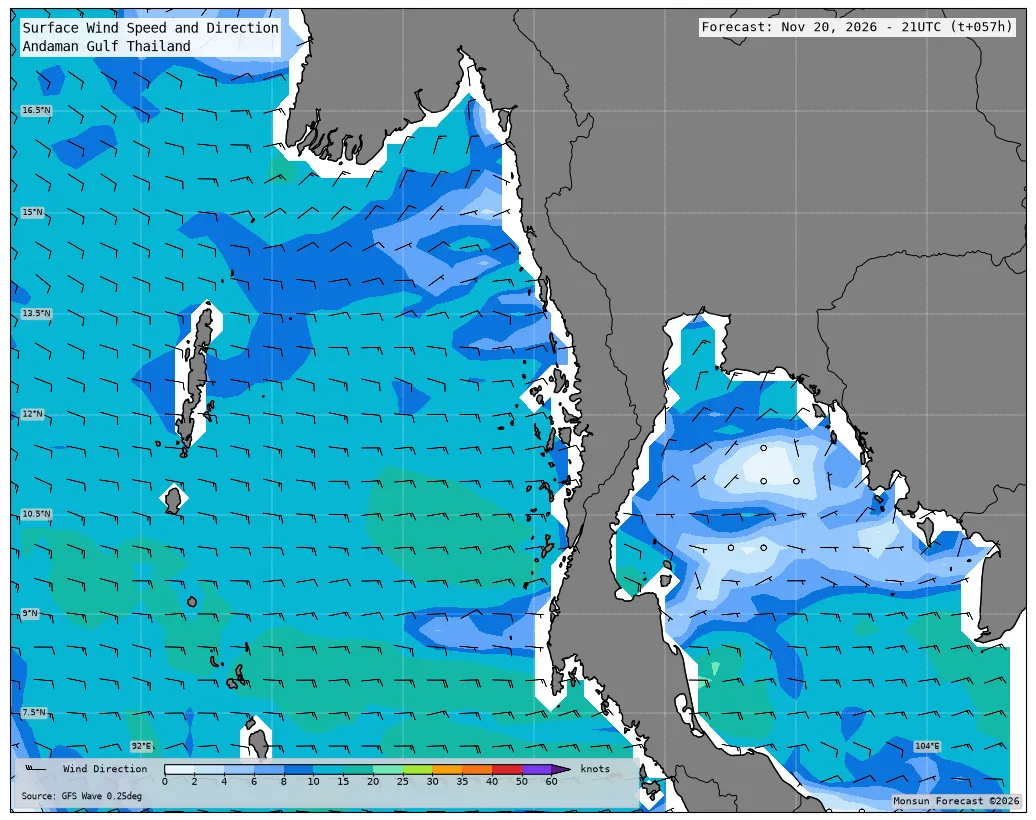 Surface Wind Speed and Direction
Andaman Gulf Thailand
Forecast: Nov 20, 2026 - 21UTC (t+057h)
16.5°N
15°N
13.5°N
12°N
10.5°N
9°N
7.5°N
92°E
104°E
Wind Direction
knots
0 2 4 6 8 10 15 20 25 30 35 40 50 60
Source: GFS Wave 0.25deg
Monsun Forecast ©2026